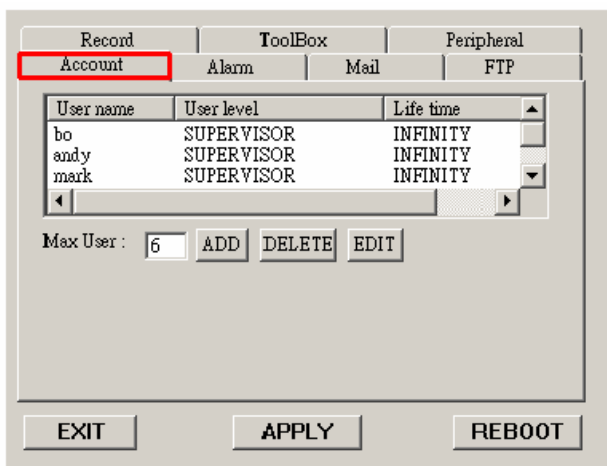 Record ToolBox Peripheral
Account Alarm Mail FTP
User name User level Life time
bo SUPERVISOR INFINITY
andy SUPERVISOR INFINITY
mark SUPERVISOR INFINITY
Max User : 6 ADD DELETE EDIT
EXIT APPLY REBOOT